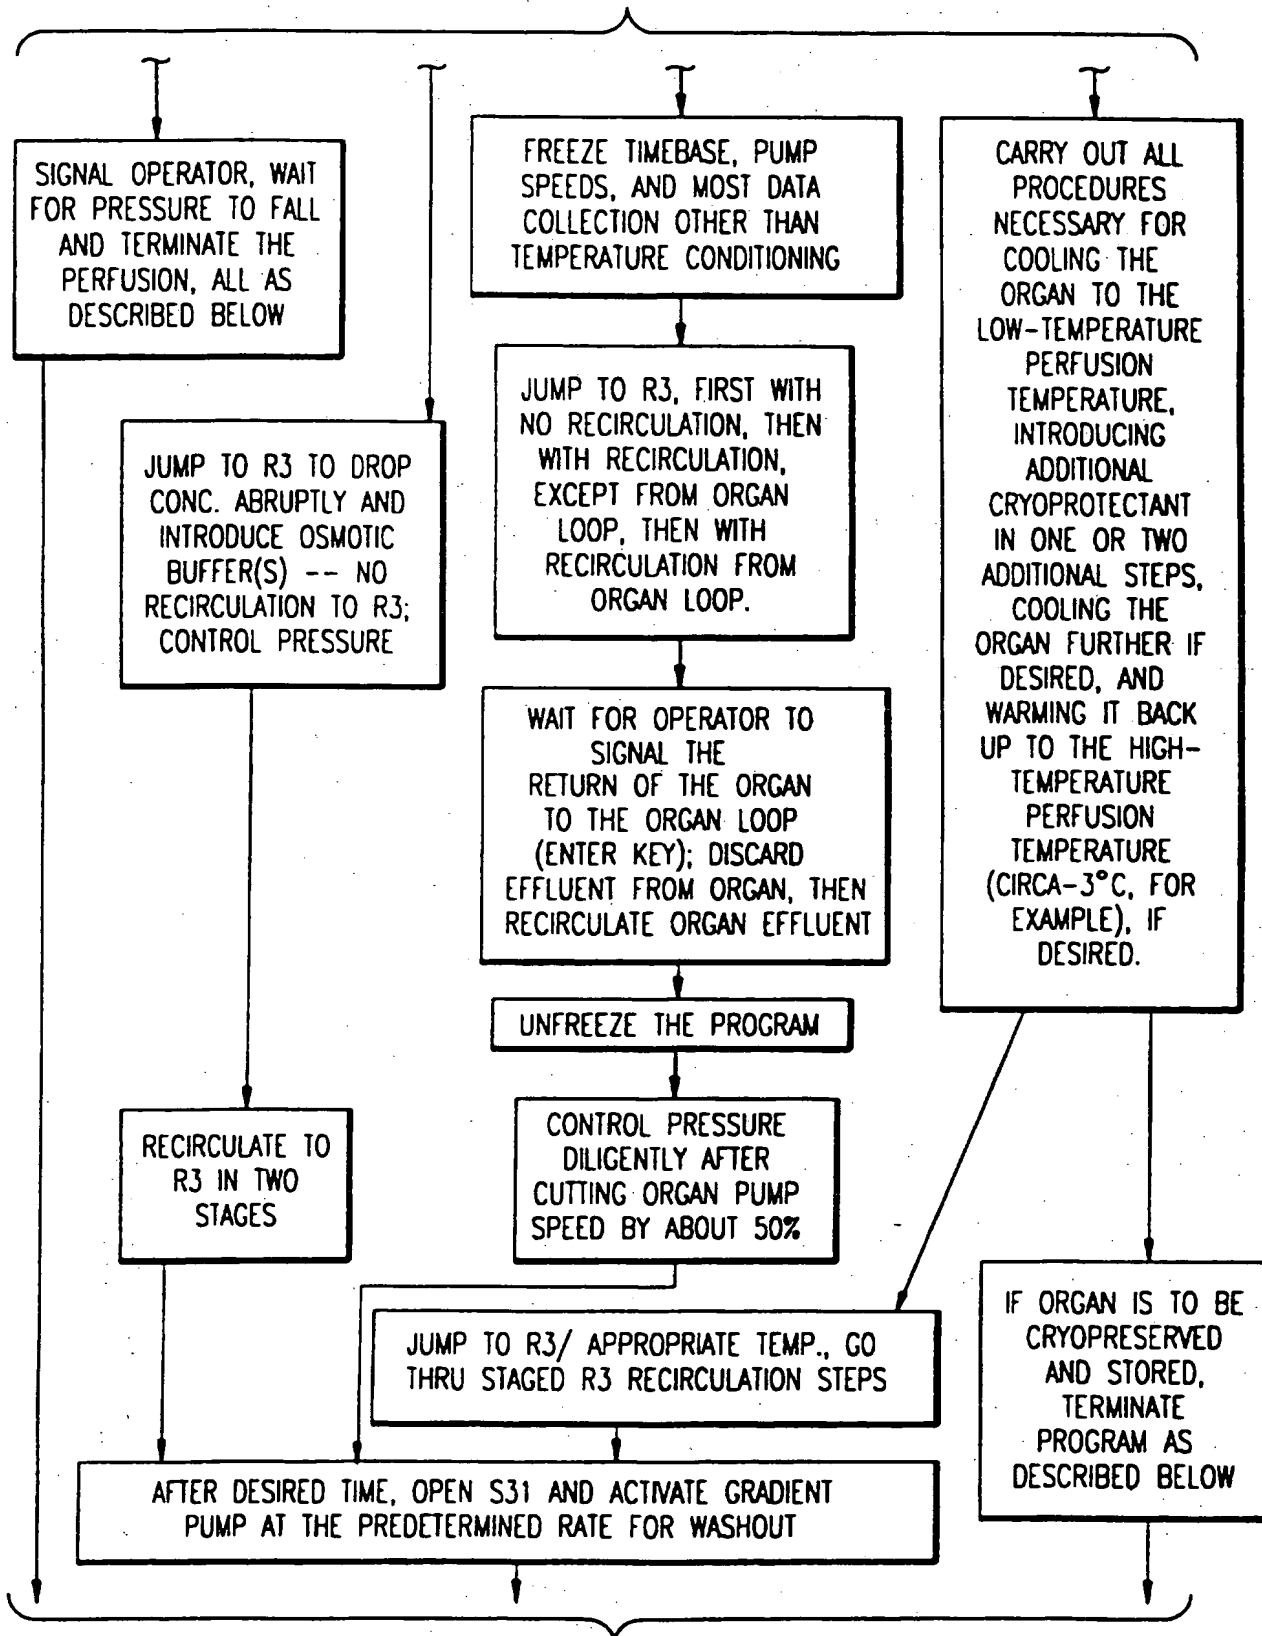 SIGNAL OPERATOR, WAIT
FOR PRESSURE TO FALL
AND TERMINATE THE
PERFUSION, ALL AS
DESCRIBED BELOW
JUMP TO R3 TO DROP
CONC. ABRUPTLY AND
INTRODUCE OSMOTIC
BUFFER(S) -- NO
RECIRCULATION TO R3;
CONTROL PRESSURE
RECIRCULATE TO
R3 IN TWO
STAGES
FREEZE TIMEBASE, PUMP
SPEEDS, AND MOST DATA
COLLECTION OTHER THAN
TEMPERATURE CONDITIONING
JUMP TO R3, FIRST WITH
NO RECIRCULATION, THEN
WITH RECIRCULATION,
EXCEPT FROM ORGAN
LOOP, THEN WITH
RECIRCULATION FROM
ORGAN LOOP.
WAIT FOR OPERATOR TO
SIGNAL THE
RETURN OF THE ORGAN
TO THE ORGAN LOOP
(ENTER KEY); DISCARD
EFFLUENT FROM ORGAN, THEN
RECIRCULATE ORGAN EFFLUENT
UNFREEZE THE PROGRAM
CONTROL PRESSURE
DILIGENTLY AFTER
CUTTING ORGAN PUMP
SPEED BY ABOUT 50%
CARRY OUT ALL
PROCEDURES
NECESSARY FOR
COOLING THE
ORGAN TO THE
LOW-TEMPERATURE
PERFUSION
TEMPERATURE,
INTRODUCING
ADDITIONAL
CRYOPROTECTANT
IN ONE OR TWO
ADDITIONAL STEPS,
COOLING THE
ORGAN FURTHER IF
DESIRED, AND
WARMING IT BACK
UP TO THE HIGH-
TEMPERATURE
PERFUSION
TEMPERATURE
(CIRCA-3°C, FOR
EXAMPLE), IF
DESIRED.
JUMP TO R3/ APPROPRIATE TEMP., GO
THRU STAGED R3 RECIRCULATION STEPS
IF ORGAN IS TO BE
CRYOPRESERVED
AND STORED,
TERMINATE
PROGRAM AS
DESCRIBED BELOW
AFTER DESIRED TIME, OPEN S31 AND ACTIVATE GRADIENT
PUMP AT THE PREDETERMINED RATE FOR WASHOUT